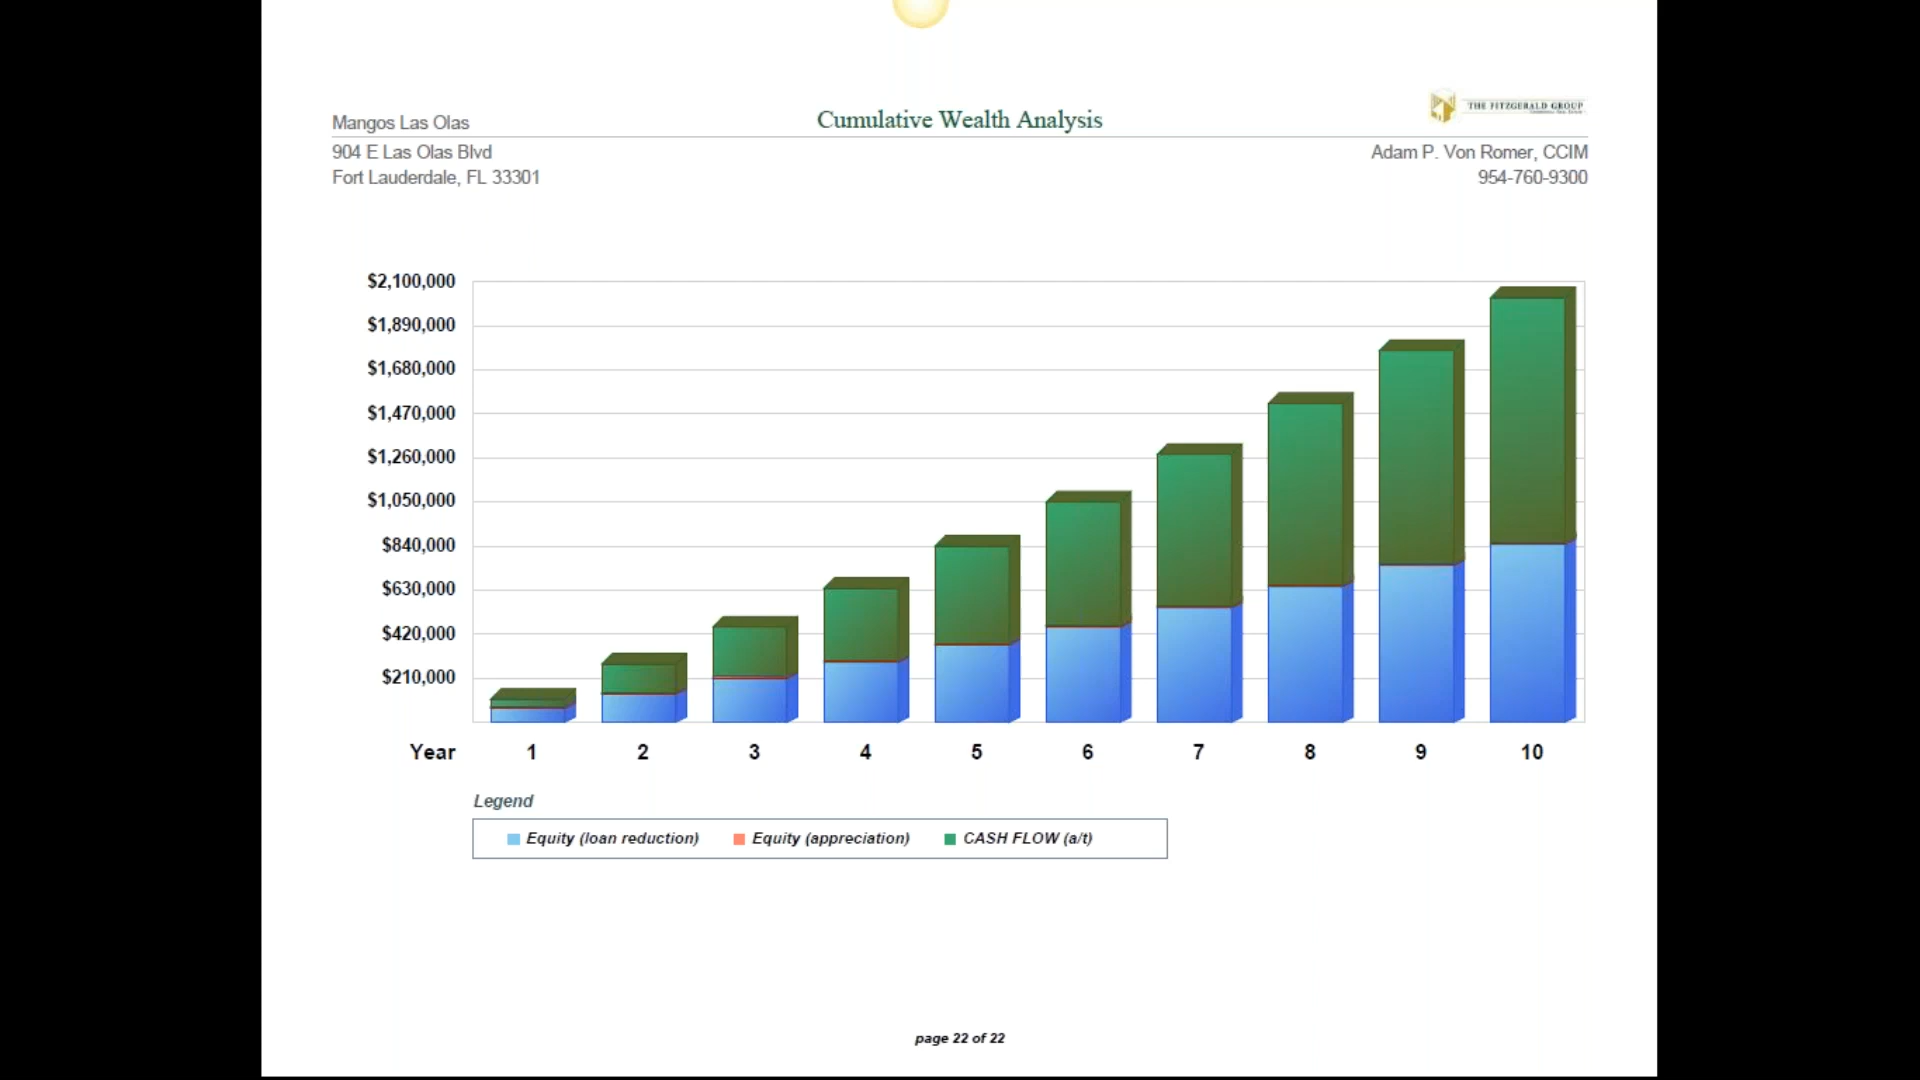 THE FITZGERALD GROUP
Mangos Las Olas
Cumulative Wealth Analysis
904 E Las Olas Blvd
Adam P. Von Romer, CCIM
Fort Lauderdale, FL 33301
954-760-9300
$2,100,000
$1,890,000
$1,680,000
$1,470,000
$1,260,000
$1,050,000
$840,000
$630,000
$420,000
$210,000
Year 1 2 3 4 5 6 7 8 9 10
Legend
Equity (loan reduction) Equity (appreciation) CASH FLOW (a/t)
page 22 of 22